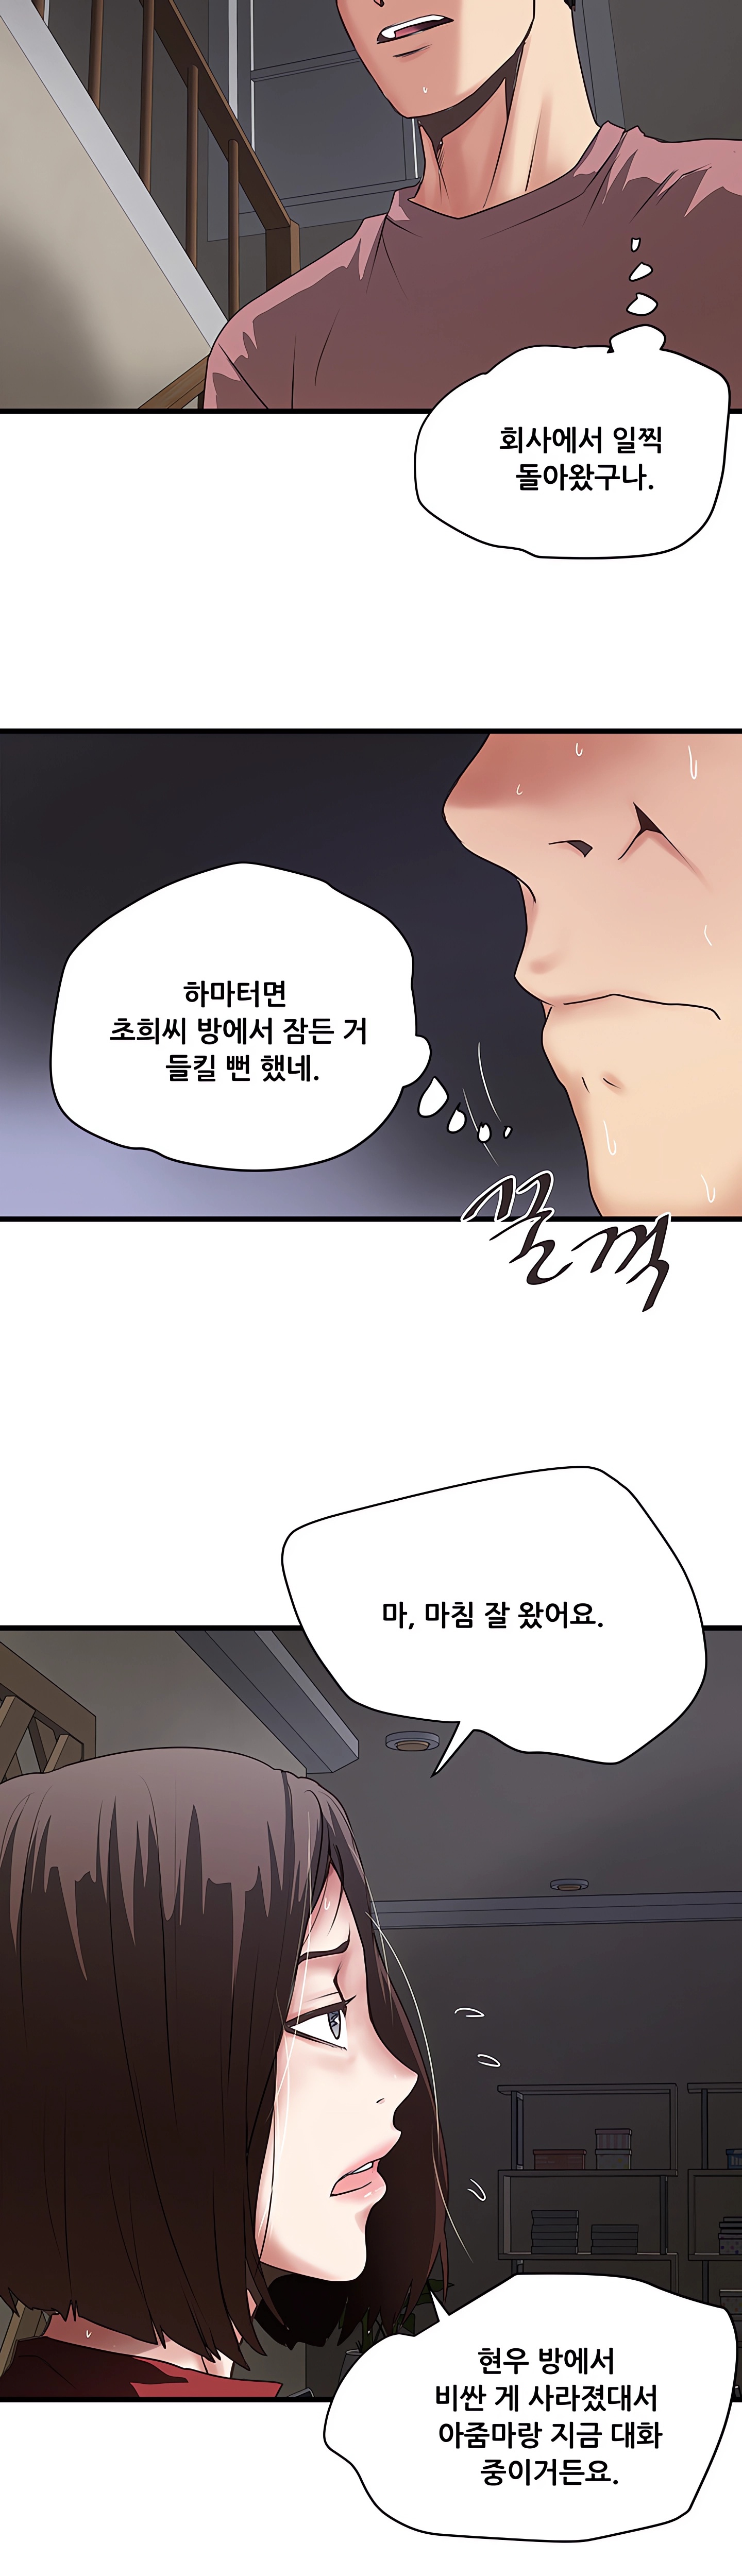 회사에서 일찍
돌아왔구나.
하마터면
초희씨 방에서 잠든 거
들킬 뻔 했네.
꿀꺽
마, 마침 잘 왔어요.
현우 방에서
비싼 게 사라졌대서
아줌마랑 지금 대화
중이거든요.